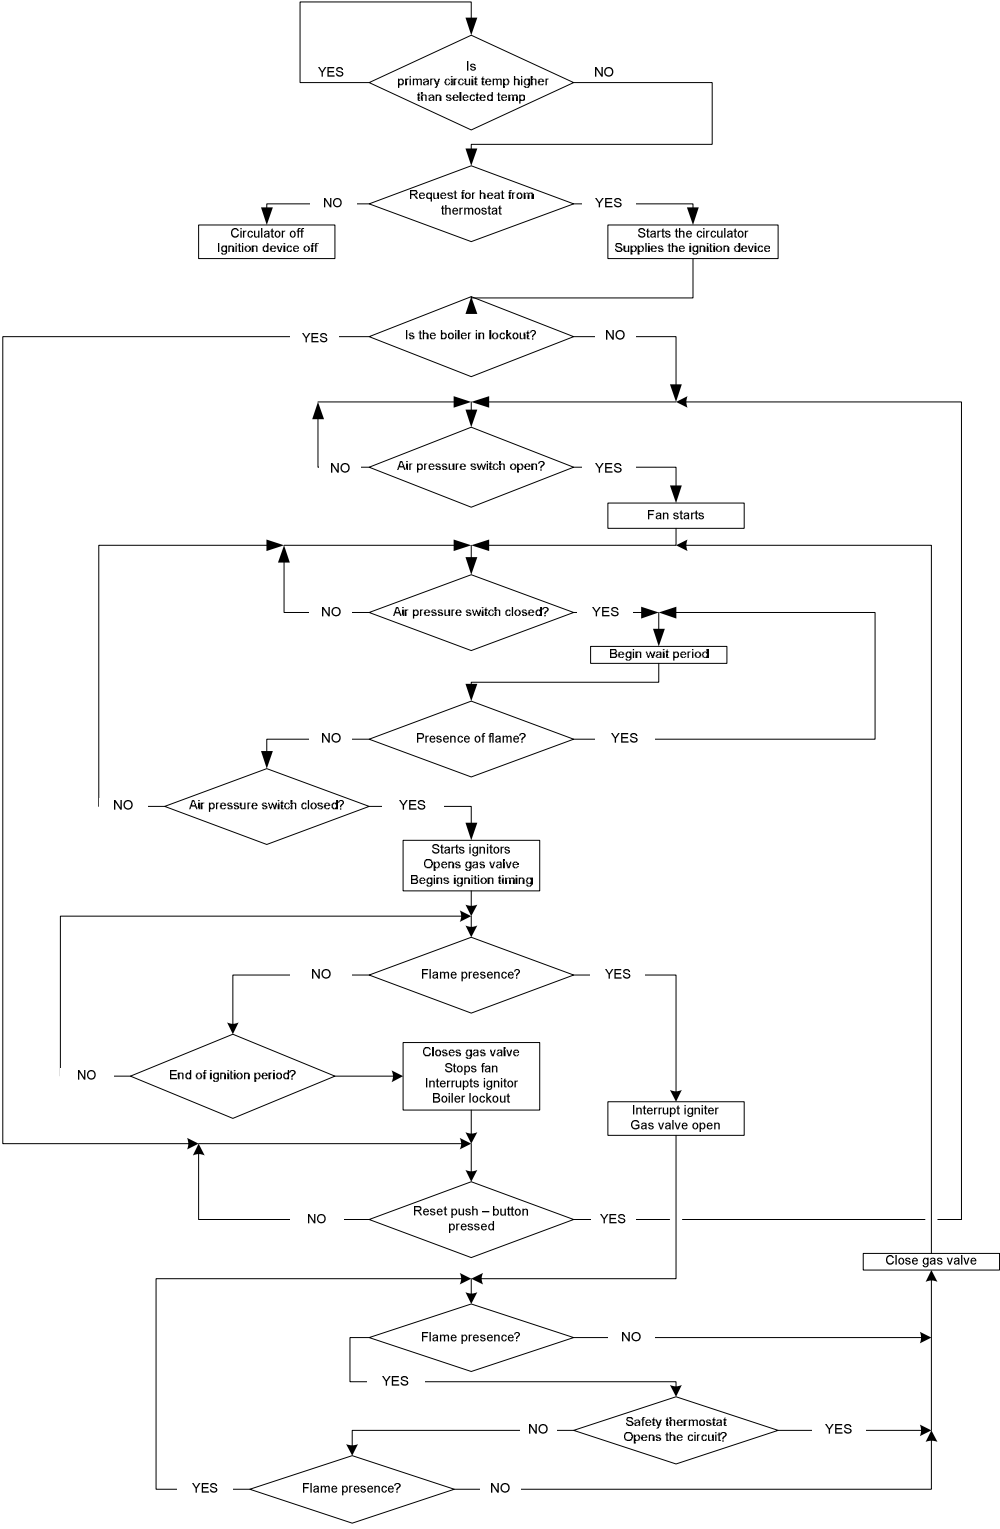 Is
primary circuit temp higher
than selected temp
YES
NO
Request for heat from
thermostat
NO
YES
Circulator off
Ignition device off
Starts the circulator
Supplies the ignition device
Is the boiler in lockout?
YES
NO
Air pressure switch open?
NO
YES
Fan starts
Air pressure switch closed?
NO
YES
Begin wait period
Presence of flame?
NO
YES
Air pressure switch closed?
NO
YES
Starts ignitors
Opens gas valve
Begins ignition timing
Flame presence?
NO
YES
End of ignition period?
NO
Closes gas valve
Stops fan
Interrupts ignitor
Boiler lockout
Interrupt igniter
Gas valve open
Reset push – button
pressed
NO
YES
Close gas valve
Flame presence?
NO
YES
Safety thermostat
Opens the circuit?
NO
YES
Flame presence?
YES
NO